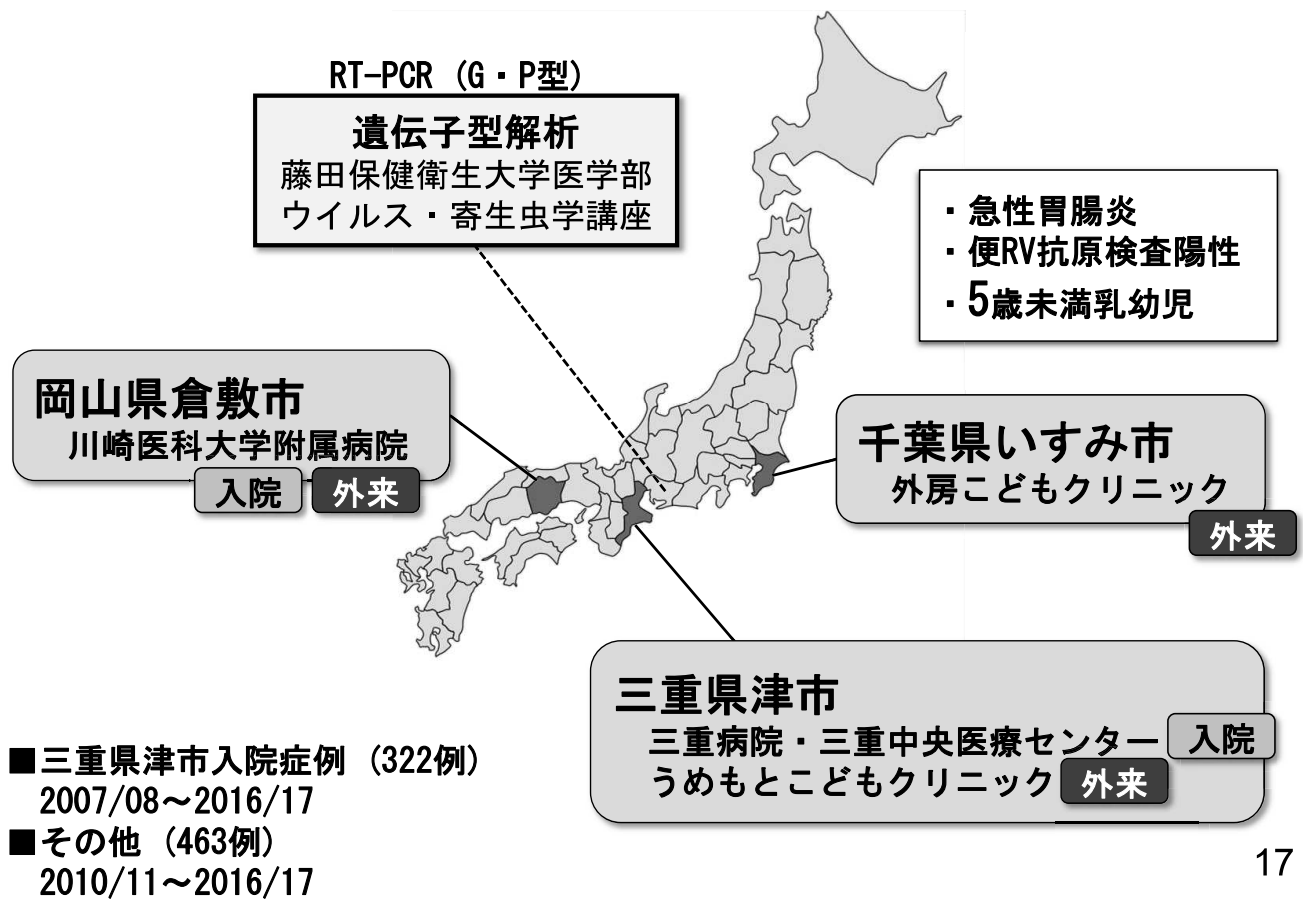 RT-PCR (G・P型)
遺伝子型解析
藤田保健衛生大学医学部
ウイルス・寄生虫学講座
・急性胃腸炎
・便RV抗原検査陽性
・5歳未満乳幼児
岡山県倉敷市
川崎医科大学附属病院
入院 外来
千葉県いすみ市
外房こどもクリニック
外来
三重県津市
三重病院・三重中央医療センター 入院
うめもとこどもクリニック 外来
■三重県津市入院症例 (322例)
2007/08～2016/17
■その他 (463例)
2010/11～2016/17
17